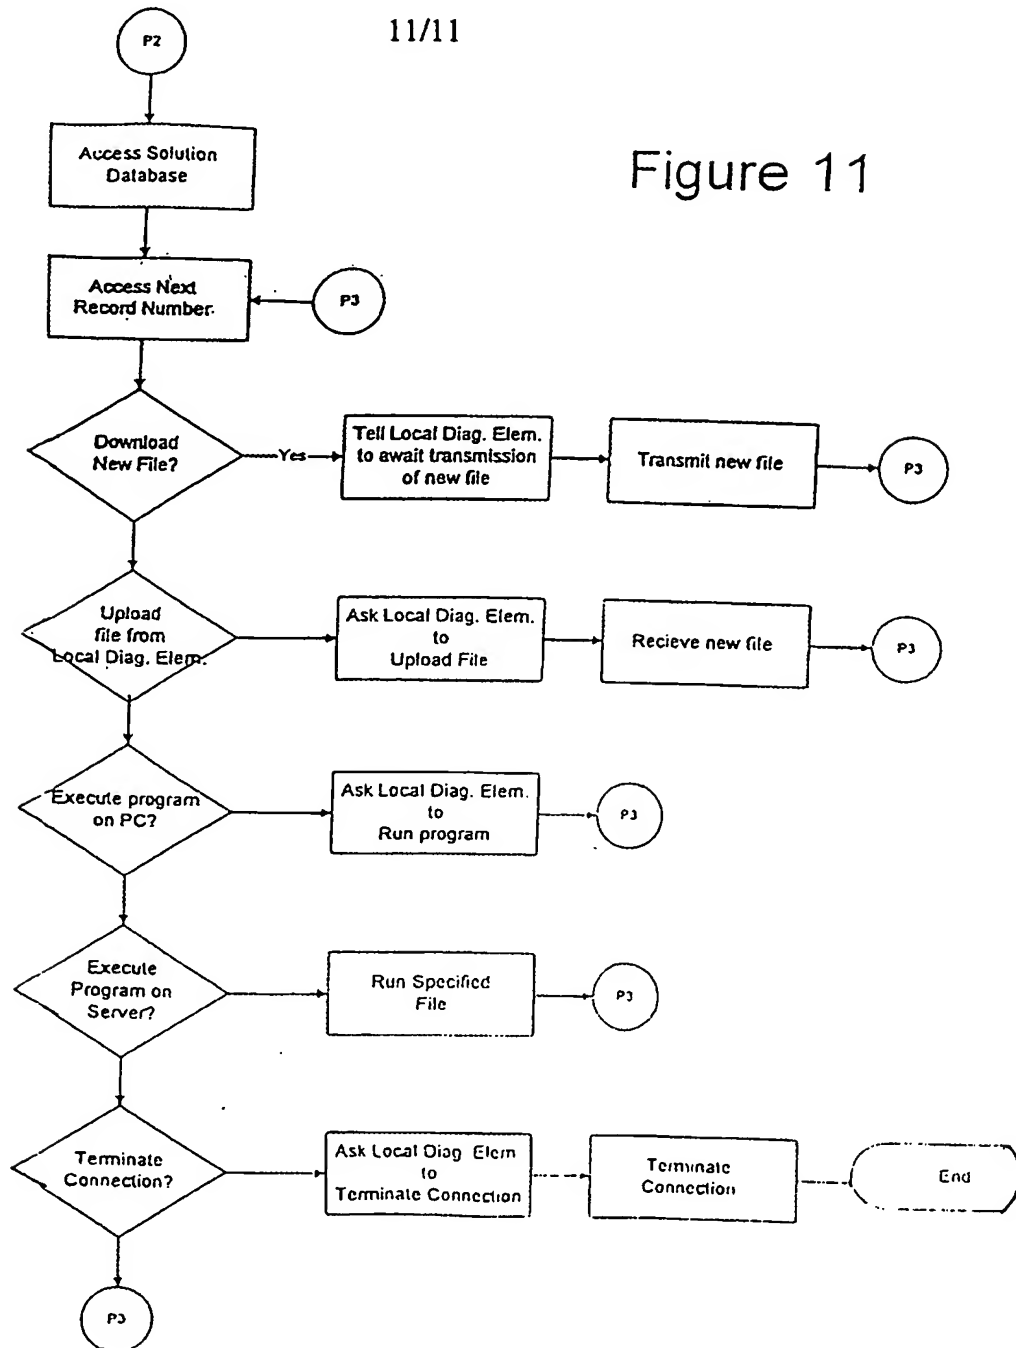 P2
11/11
Figure 11
Access Solution
Database
Access Next
Record Number.
P3
Download
New File?
Yes
Tell Local Diag. Elem.
to await transmission
of new file
Transmit new file
P3
Upload
file from
Local Diag. Elem.
Ask Local Diag. Elem.
to
Upload File
Recieve new file
P3
Execute program
on PC?
Ask Local Diag. Elem.
to
Run program
P3
Execute
Program on
Server?
Run Specified
File
P3
Terminate
Connection?
Ask Local Diag Elem
to
Terminate Connection
Terminate
Connection
End
P3